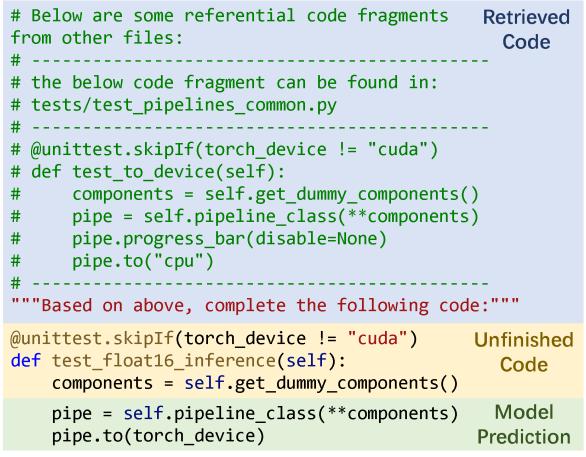 # Below are some referential code fragments
from other files:
# -------------------------------------------
# the below code fragment can be found in:
# tests/test_pipelines_common.py
# -------------------------------------------
# @unittest.skipIf(torch_device != "cuda")
# def test_to_device(self):
#     components = self.get_dummy_components()
#     pipe = self.pipeline_class(**components)
#     pipe.progress_bar(disable=None)
#     pipe.to("cpu")
# -------------------------------------------
"""Based on above, complete the following code:"""
Retrieved
Code
@unittest.skipIf(torch_device != "cuda")
def test_float16_inference(self):
    components = self.get_dummy_components()
Unfinished
Code
    pipe = self.pipeline_class(**components)
    pipe.to(torch_device)
Model
Prediction